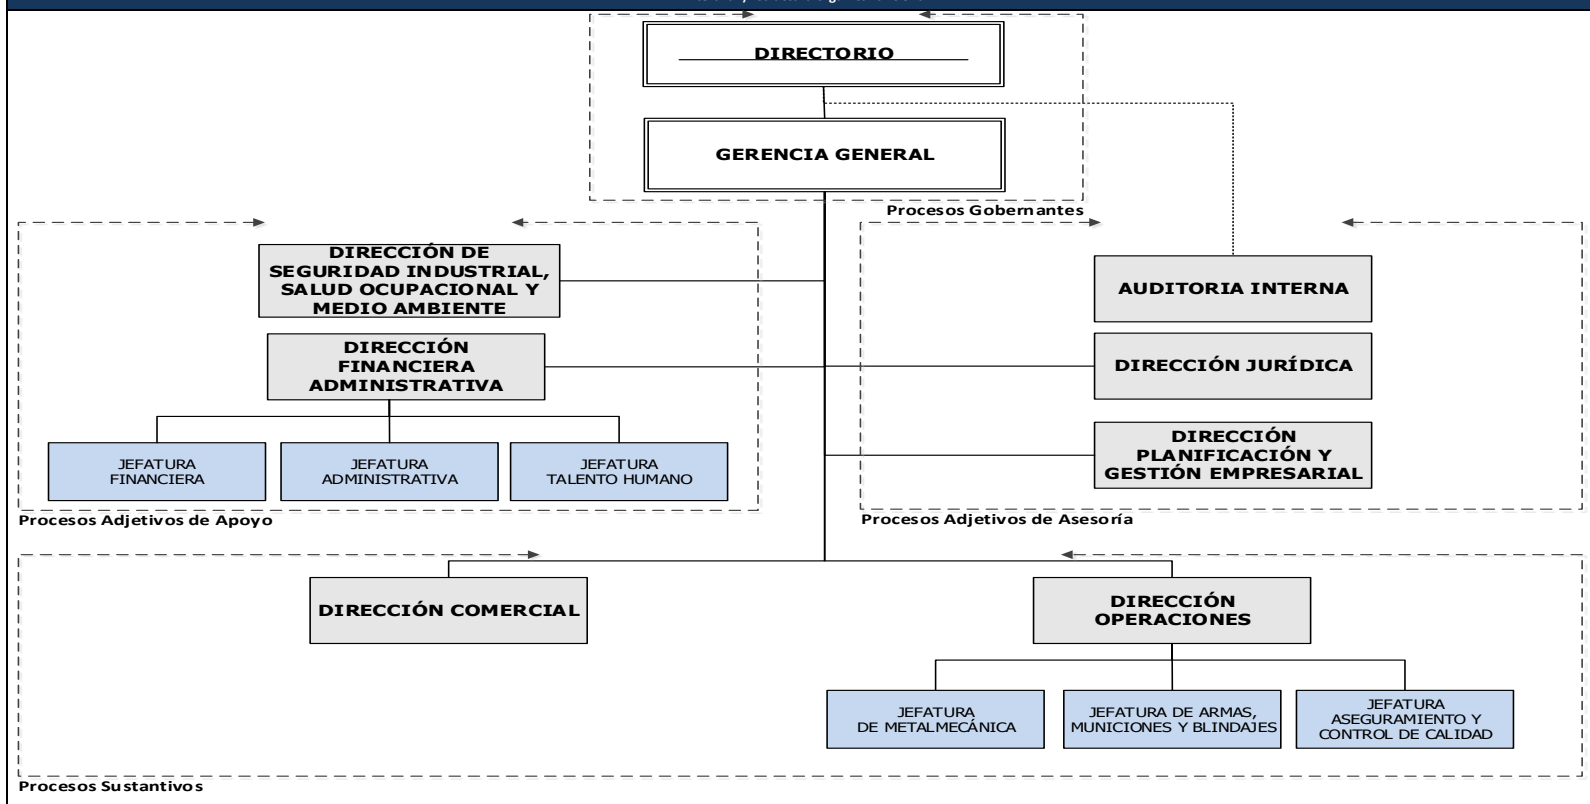 DIRECTORIO
GERENCIA GENERAL
Procesos Gobernantes
DIRECCIÓN DE
SEGURIDAD INDUSTRIAL,
SALUD OCUPACIONAL Y
MEDIO AMBIENTE
DIRECCIÓN
FINANCIERA
ADMINISTRATIVA
JEFATURA
FINANCIERA
JEFATURA
ADMINISTRATIVA
JEFATURA
TALENTO HUMANO
Procesos Adjetivos de Apoyo
AUDITORIA INTERNA
DIRECCIÓN JURÍDICA
DIRECCIÓN
PLANIFICACIÓN Y
GESTIÓN EMPRESARIAL
Procesos Adjetivos de Asesoría
DIRECCIÓN COMERCIAL
DIRECCIÓN
OPERACIONES
JEFATURA
DE METALMECÁNICA
JEFATURA DE ARMAS,
MUNICIONES Y BLINDAJES
JEFATURA
ASEGURAMIENTO Y
CONTROL DE CALIDAD
Procesos Sustantivos